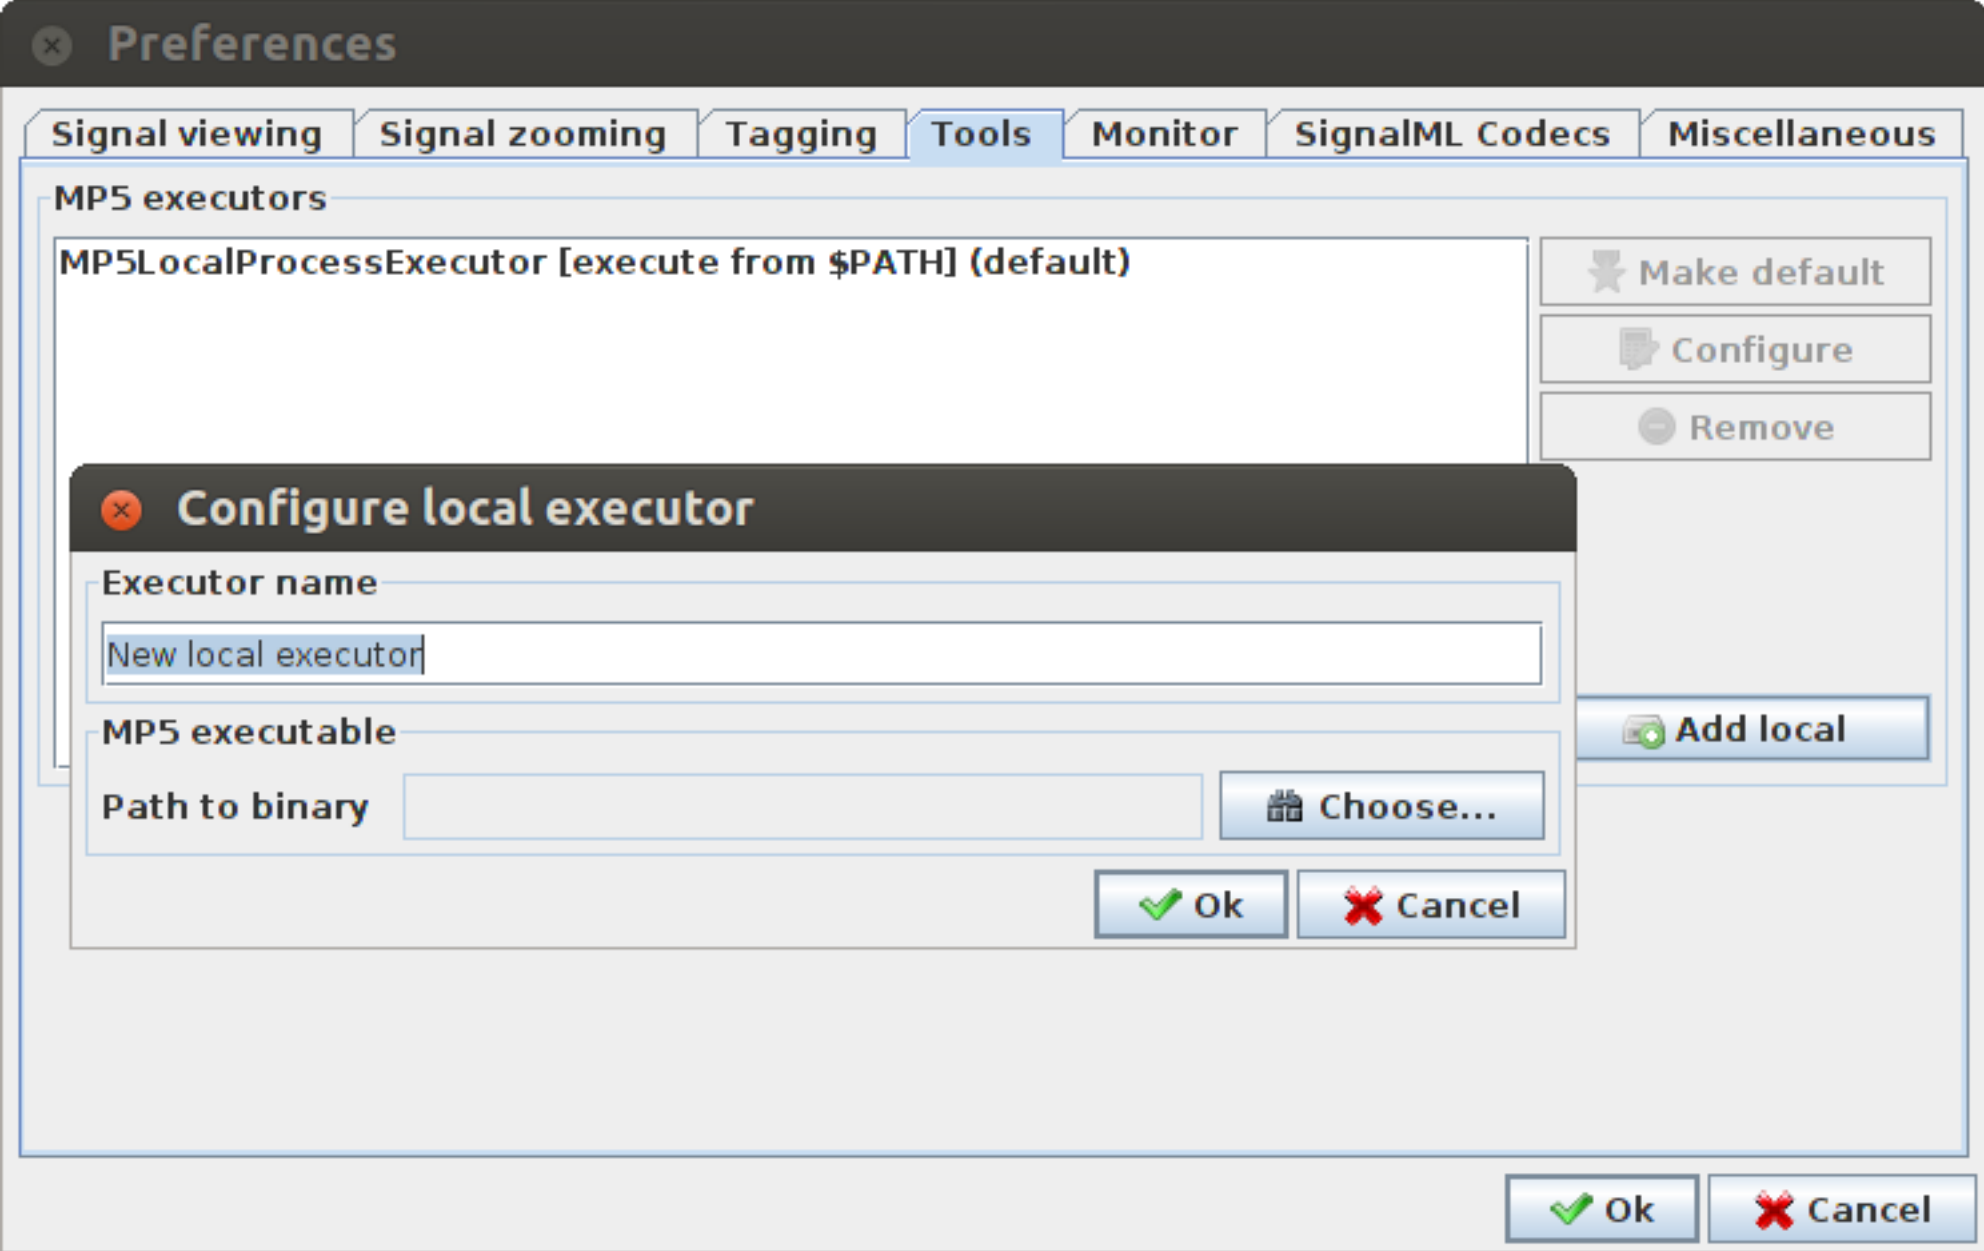 Preferences
Signal viewing Signal zooming Tagging Tools Monitor SignalML Codecs Miscellaneous
MP5 executors
MP5LocalProcessExecutor [execute from $PATH] (default)
Make default
Configure
Remove
Configure local executor
Executor name
New local executor
MP5 executable
Add local
Path to binary Choose...
Ok Cancel
Ok Cancel